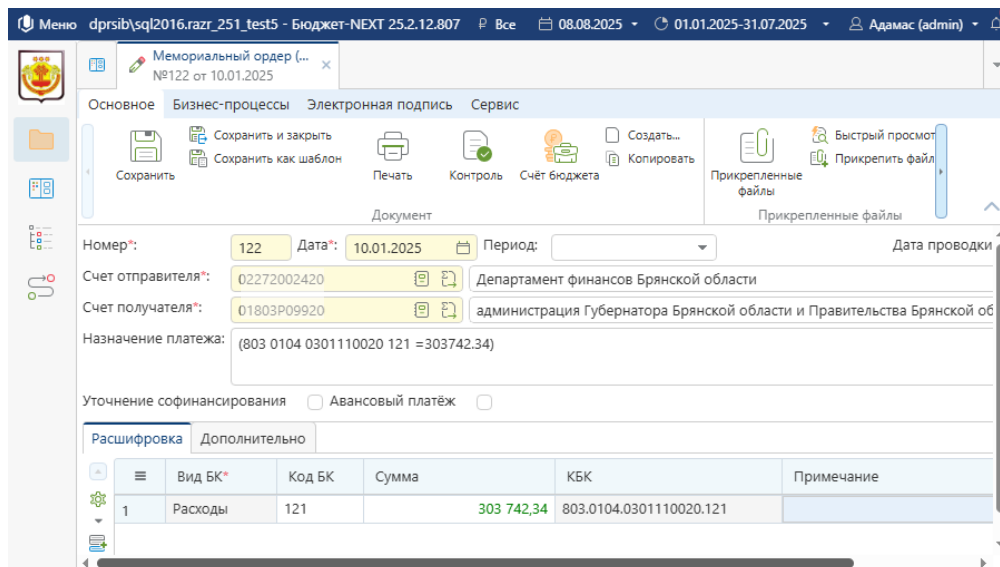 Меню dprsib\sql2016.razr_251_test5 - Бюджет-NEXT 25.2.12.807 ₽ Все 08.08.2025 01.01.2025-31.07.2025 Адамас (admin)
Мемориальный ордер (...
№122 от 10.01.2025
Основное Бизнес-процессы Электронная подпись Сервис
Сохранить
Сохранить и закрыть
Сохранить как шаблон
Печать
Контроль
Счёт бюджета
Создать...
Копировать
Документ
Прикрепленные файлы
Быстрый просмот
Прикрепить файл
Прикрепленные файлы
Номер*: 122 Дата*: 10.01.2025 Период: Дата проводки
Счет отправителя*: 02272002420 Департамент финансов Брянской области
Счет получателя*: 01803Р09920 администрация Губернатора Брянской области и Правительства Брянской об
Назначение платежа: (803 0104 0301110020 121 =303742.34)
Уточнение софинансирования Авансовый платёж
Расшифровка Дополнительно
Вид БК* Код БК Сумма КБК Примечание
1 Расходы 121 303 742,34 803.0104.0301110020.121